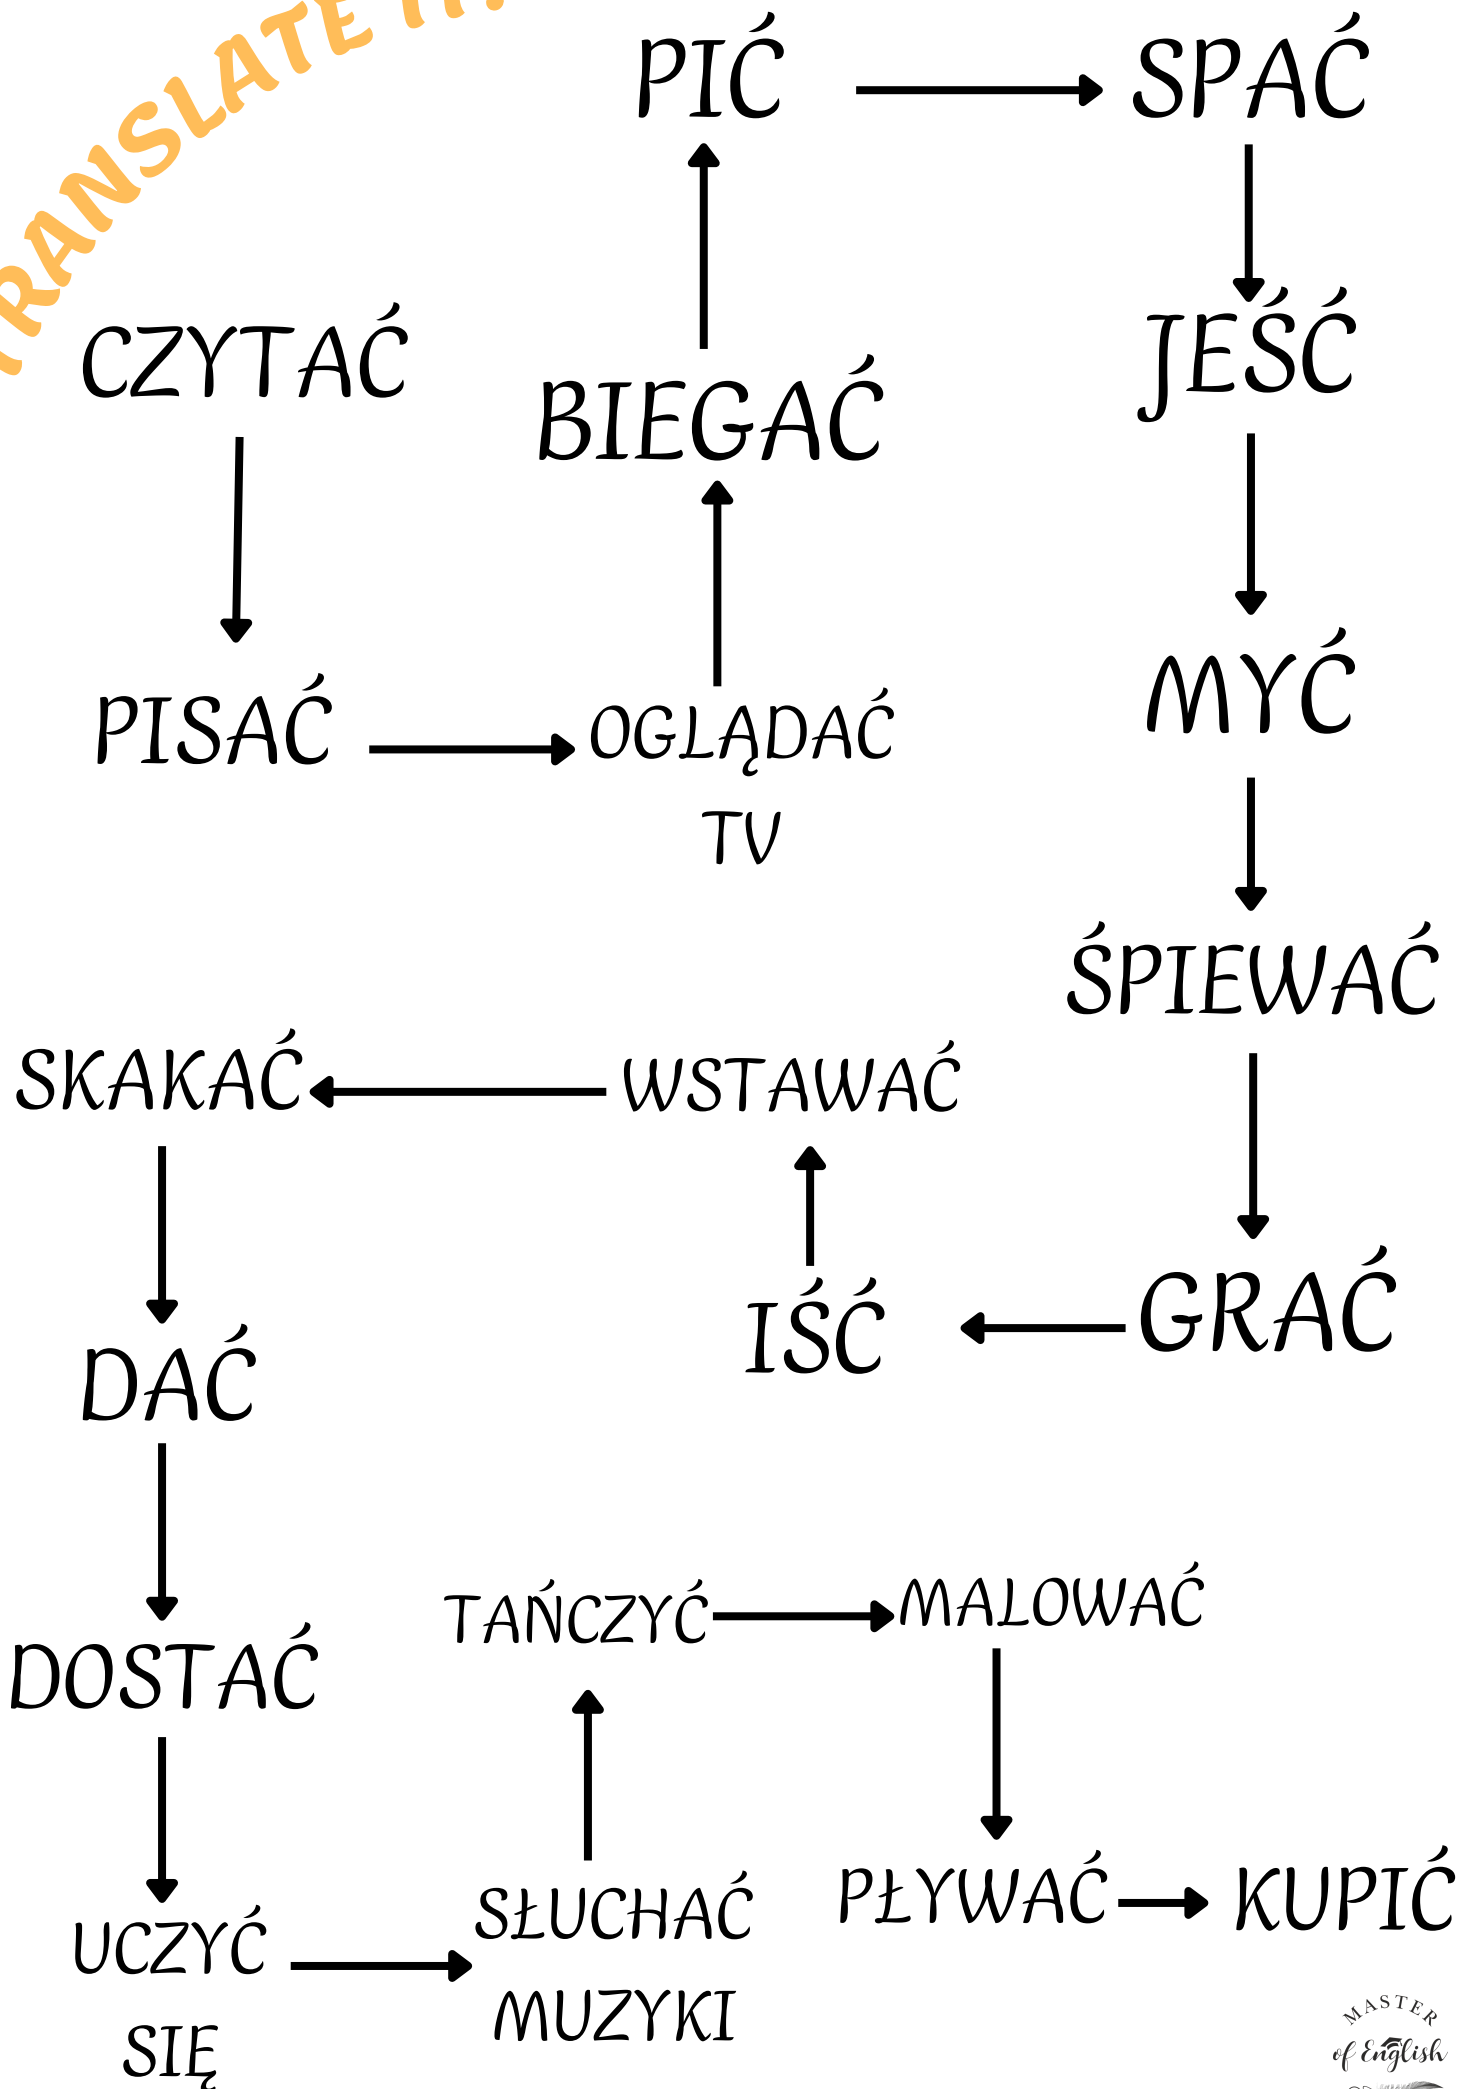 TRANSLATE IT!
CZYTAĆ
PISAĆ
OGLĄDAĆ
TV
BIEGAĆ
PIĆ
SPAĆ
JEŚĆ
MYĆ
ŚPIEWAĆ
GRAĆ
IŚĆ
WSTAWAĆ
SKAKAĆ
DAĆ
DOSTAĆ
UCZYĆ
SIĘ
SŁUCHAĆ
MUZYKI
TAŃCZYĆ
MALOWAĆ
PŁYWAĆ
KUPIĆ
MASTER
of English